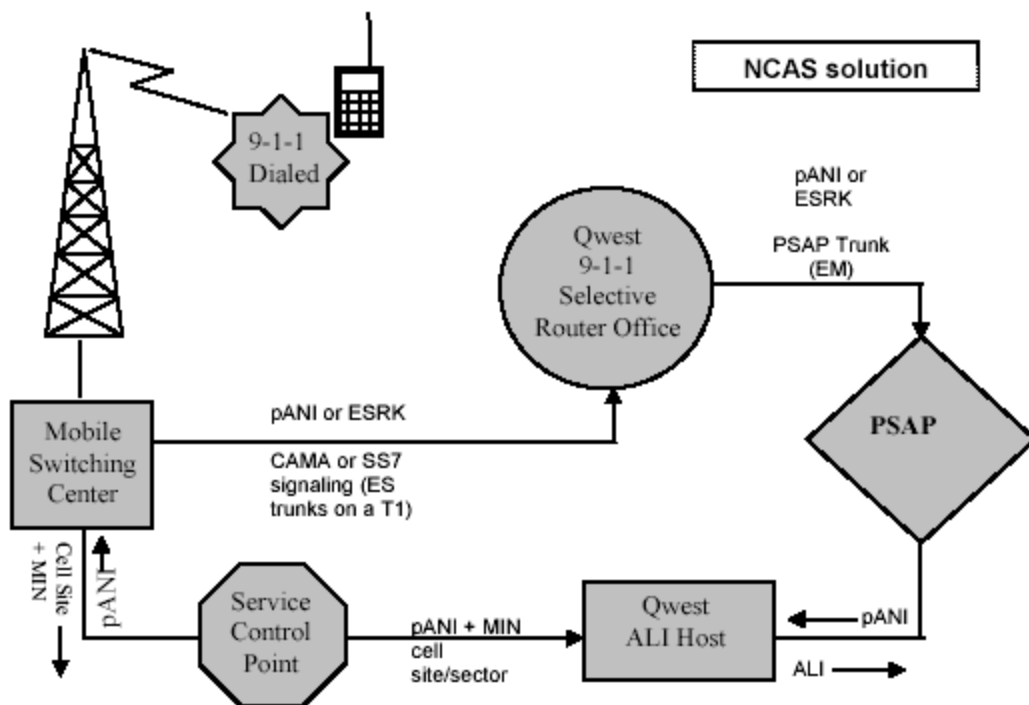 NCAS solution
9-1-1
Dialed
pANI or
ESRK
Qwest
9-1-1
Selective
Router Office
PSAP Trunk
(EM)
pANI or ESRK
Mobile
Switching
Center
CAMA or SS7
signaling (ES
trunks on a T1)
PSAP
Cell Site
+ MIN
pANI
Service
Control
Point
pANI + MIN
cell
site/sector
Qwest
ALI Host
pANI
ALI